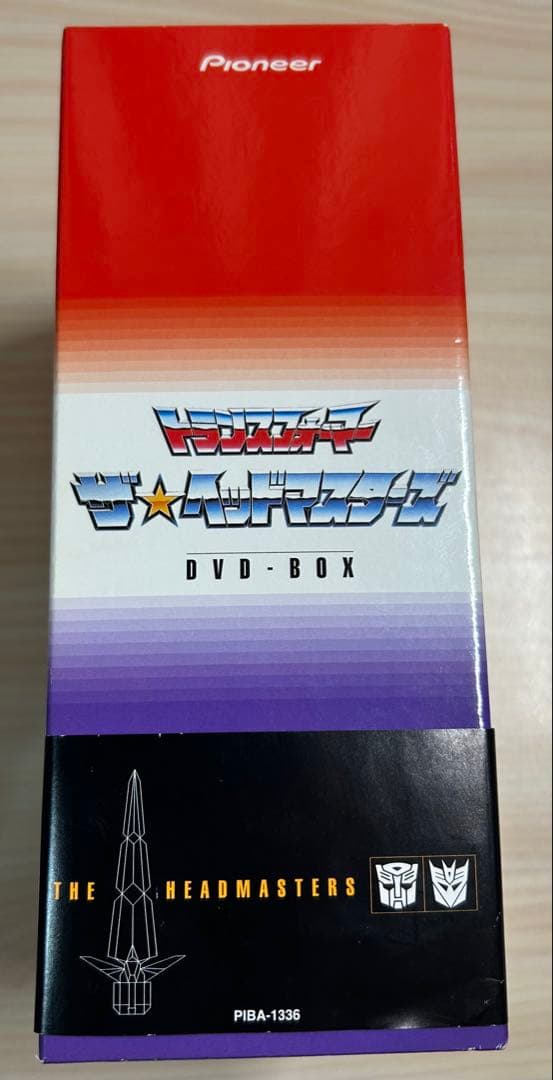 Pioneer
トランスフォーマー
ザ★ヘッドマスターズ
DVD-BOX
THE HEADMASTERS
PIBA-1336